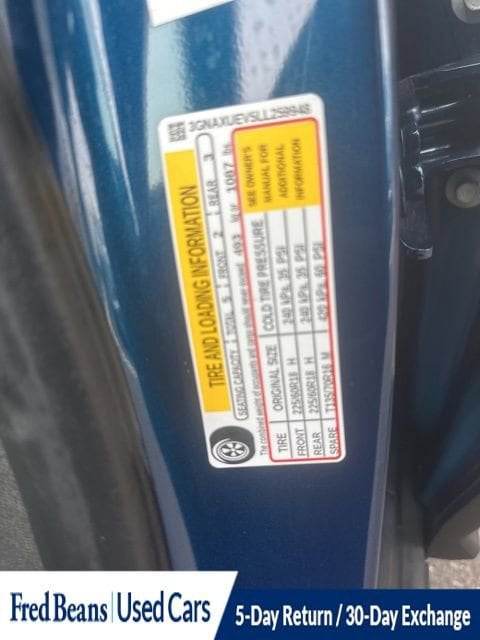 3GNAXUEV5LL258948
TIRE AND LOADING INFORMATION
SEATING CAPACITY TOTAL 5 FRONT 2 REAR 3
The combined weight of occupants and cargo should never exceed 493 kg or 1087 lbs
TIRE ORIGINAL SIZE COLD TIRE PRESSURE
FRONT 225/60R18 H 240 kPa, 35 PSI
REAR 225/60R18 H 240 kPa, 35 PSI
SPARE T135/70R16 M 420 kPa, 60 PSI
SEE OWNER'S
MANUAL FOR
ADDITIONAL
INFORMATION
Fred Beans | Used Cars
5-Day Return / 30-Day Exchange